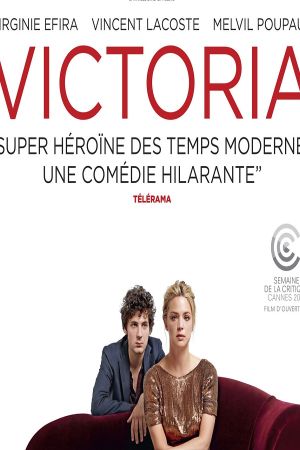 IRGINIE EFIRA VINCENT LACOSTE MELVIL POUPAU
VICTORIA
SUPER HÉROÏNE DES TEMPS MODERNE
UNE COMÉDIE HILARANTE”
TÉLÉRAMA
SEMAINE
DE LA CRITIQ
CANNES 20
FILM D'OUVERT